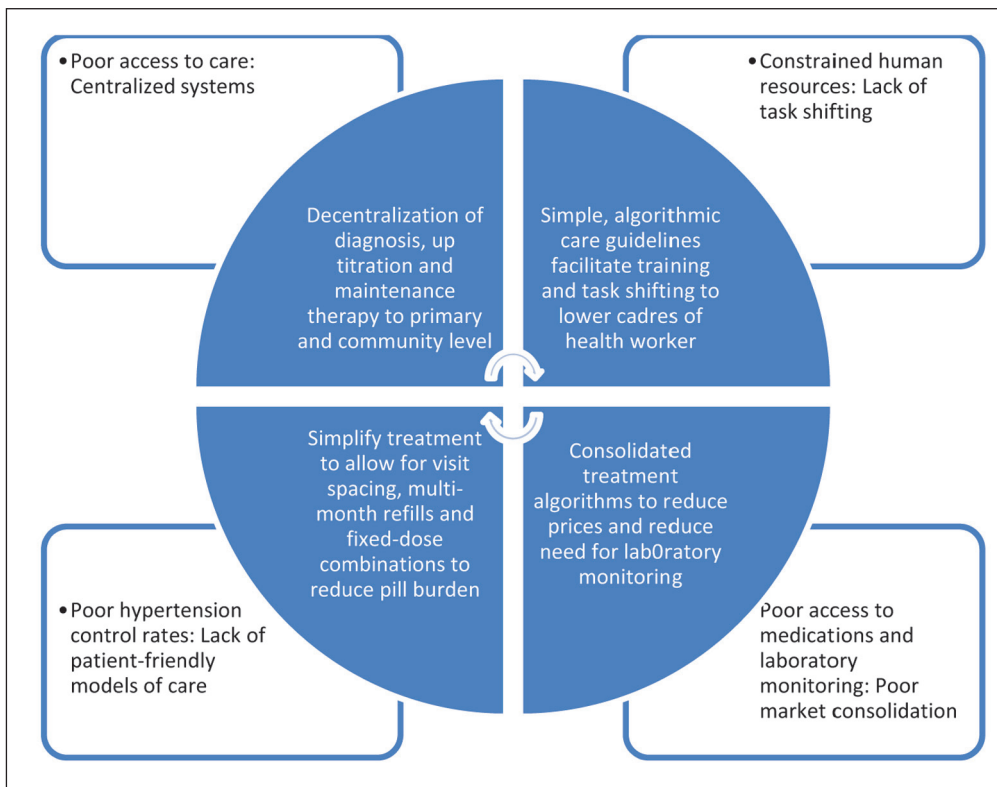 •Poor access to care:
Centralized systems
•Constrained human
resources: Lack of
task shifting
Decentralization of
diagnosis, up
titration and
maintenance
therapy to primary
and community level
Simple, algorithmic
care guidelines
facilitate training
and task shifting to
lower cadres of
health worker
Simplify treatment
to allow for visit
spacing, multi-
month refills and
fixed-dose
combinations to
reduce pill burden
Consolidated
treatment
algorithms to reduce
prices and reduce
need for lab0ratory
monitoring
•Poor hypertension
control rates: Lack of
patient-friendly
models of care
Poor access to
medications and
laboratory
monitoring: Poor
market consolidation